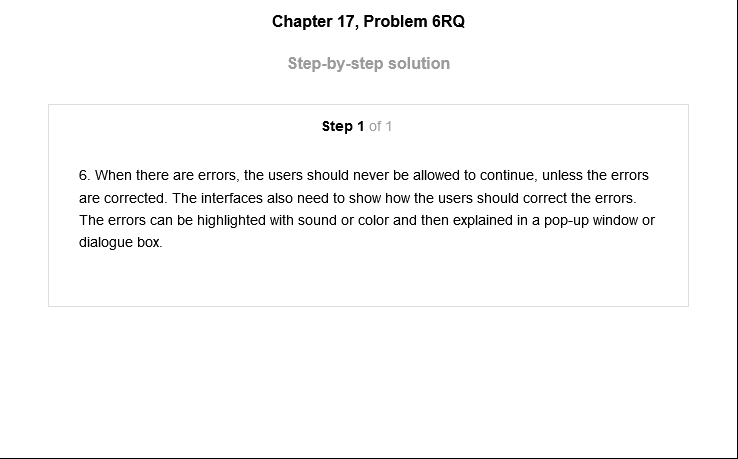 Chapter 17, Problem 6RQ
Step-by-step solution
Step 1 of 1
6. When there are errors, the users should never be allowed to continue, unless the errors
are corrected. The interfaces also need to show how the users should correct the errors.
The errors can be highlighted with sound or color and then explained in a pop-up window or
dialogue box.